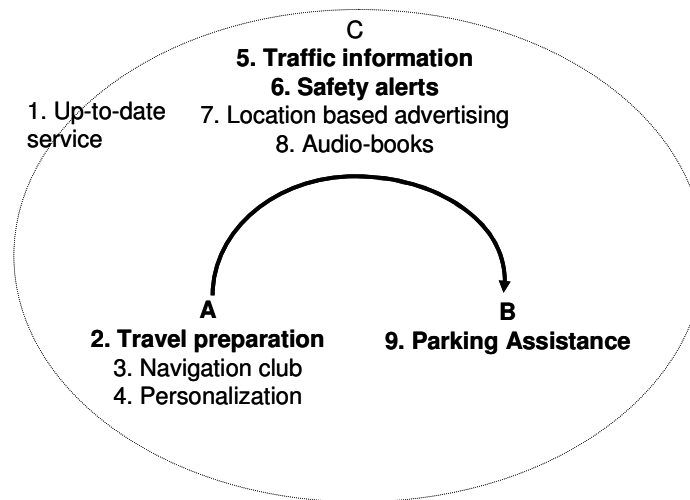 C
5. Traffic information
6. Safety alerts
1. Up-to-date
service
7. Location based advertising
8. Audio-books
A
2. Travel preparation
3. Navigation club
4. Personalization
B
9. Parking Assistance